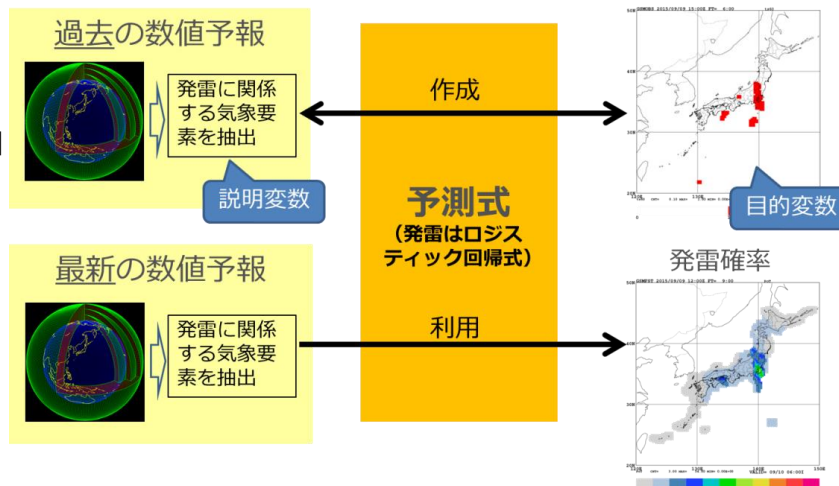 過去の数値予報
発雷に関係
する気象要
素を抽出
説明変数
作成
予測式
(発雷はロジス
ティック回帰式)
目的変数
最新の数値予報
発雷に関係
する気象要
素を抽出
利用
発雷確率